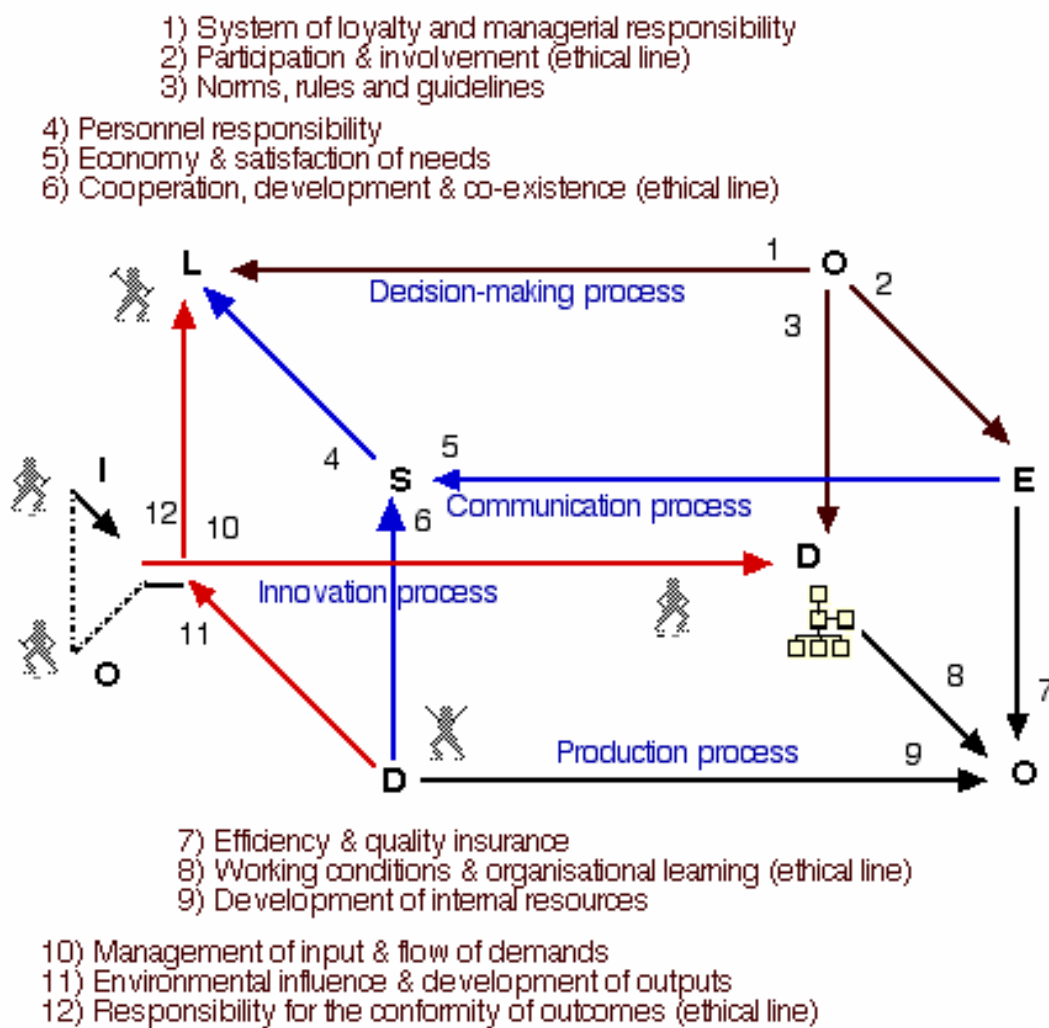 1) System of loyalty and managerial responsibility
2) Participation & involvement (ethical line)
3) Norms, rules and guidelines
4) Personnel responsibility
5) Economy & satisfaction of needs
6) Cooperation, development & co-existence (ethical line)
L
1
O
2
Decision-making process
3
I
4
5
S
E
12
10
6
Communication process
D
Innovation process
11
O
8
7
Production process
9
D
O
7) Efficiency & quality insurance
8) Working conditions & organisational learning (ethical line)
9) Development of internal resources
10) Management of input & flow of demands
11) Environmental influence & development of outputs
12) Responsibility for the conformity of outcomes (ethical line)